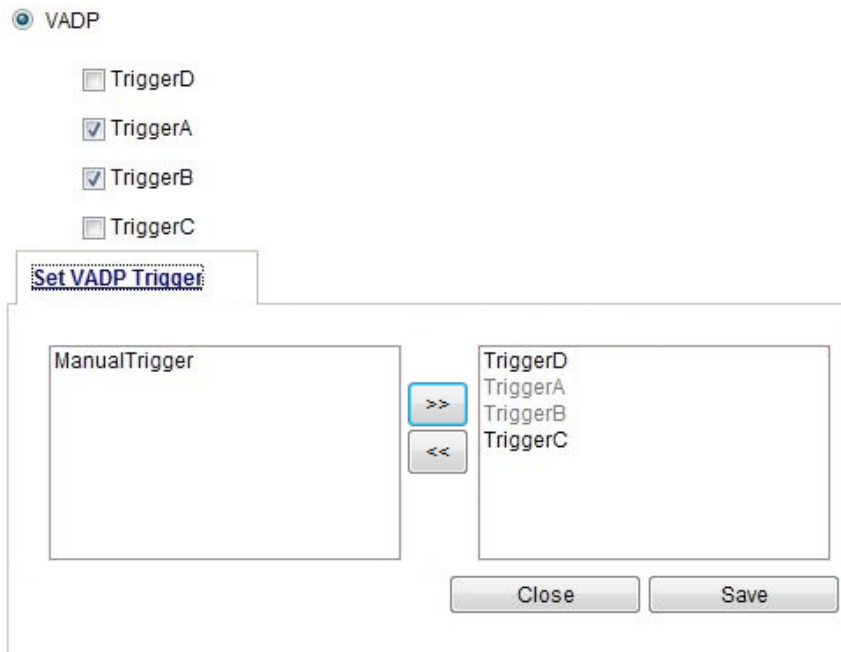 VADP
TriggerD
TriggerA
TriggerB
TriggerC
Set VADP Trigger
ManualTrigger
TriggerD
TriggerA
TriggerB
TriggerC
>>
<<
Close
Save